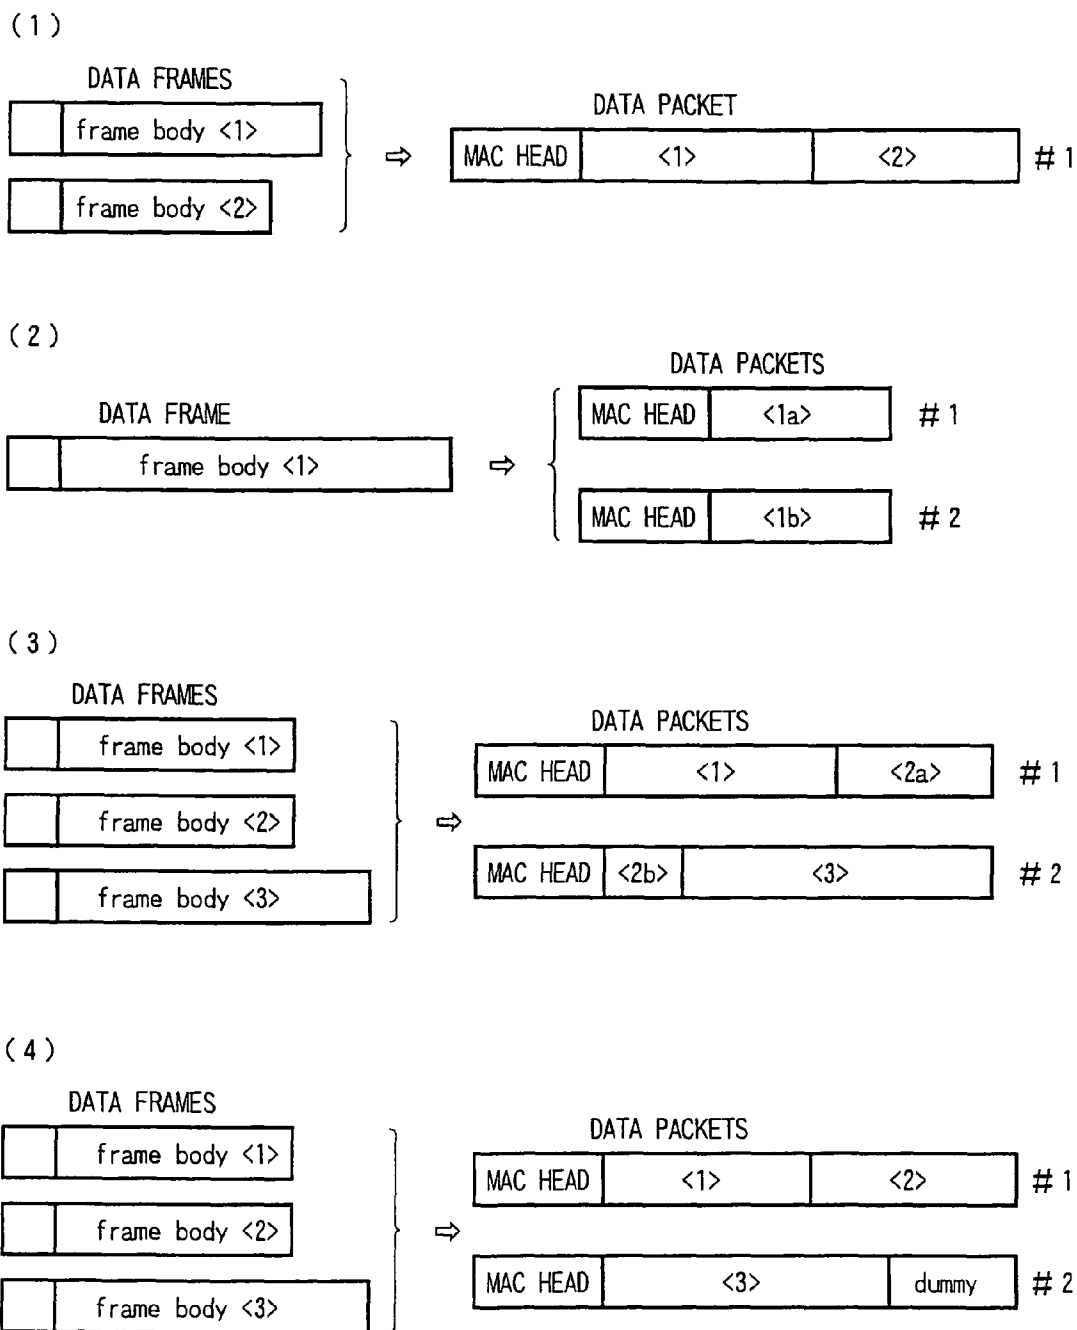 (1)
DATA FRAMES
frame body <1>
frame body <2>
⇨
DATA PACKET
MAC HEAD <1> <2> #1
(2)
DATA FRAME
frame body <1>
⇨
DATA PACKETS
MAC HEAD <1a> #1
MAC HEAD <1b> #2
(3)
DATA FRAMES
frame body <1>
frame body <2>
frame body <3>
⇨
DATA PACKETS
MAC HEAD <1> <2a> #1
MAC HEAD <2b> <3> #2
(4)
DATA FRAMES
frame body <1>
frame body <2>
frame body <3>
⇨
DATA PACKETS
MAC HEAD <1> <2> #1
MAC HEAD <3> dummy #2